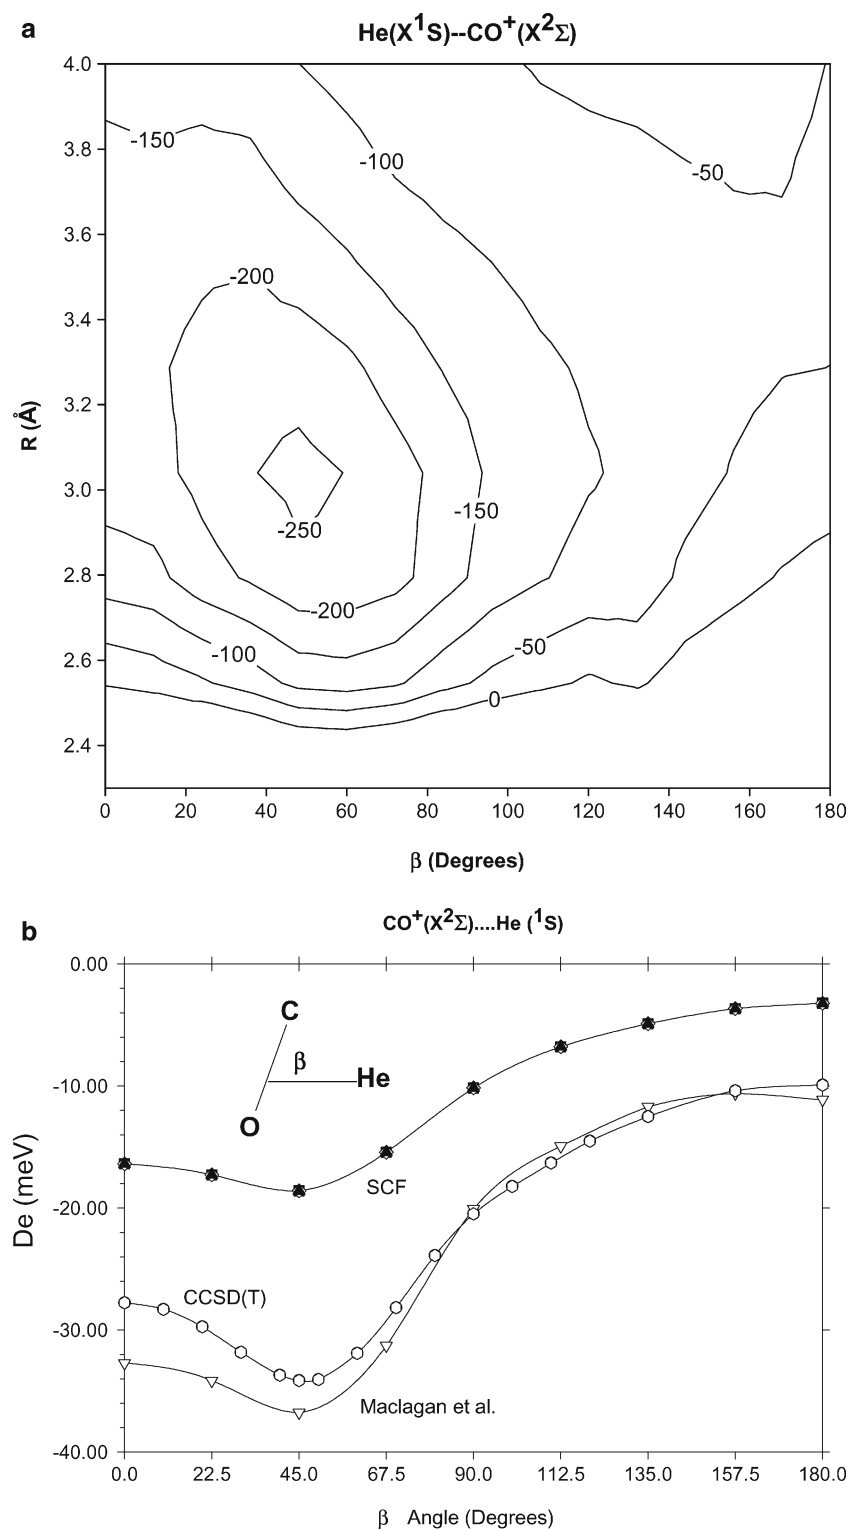 a
He(X¹S)--CO⁺(X²Σ)
4.0
3.8
3.6
3.4
3.2
3.0
2.8
2.6
2.4
R (Å)
-150
-100
-50
-200
-150
-250
-200
-100
-50
0
0 20 40 60 80 100 120 140 160 180
β (Degrees)
b
CO⁺(X²Σ)....He (¹S)
0.00
-10.00
-20.00
-30.00
-40.00
De (meV)
C
β
He
O
SCF
CCSD(T)
Maclagan et al.
0.0 22.5 45.0 67.5 90.0 112.5 135.0 157.5 180.0
β Angle (Degrees)